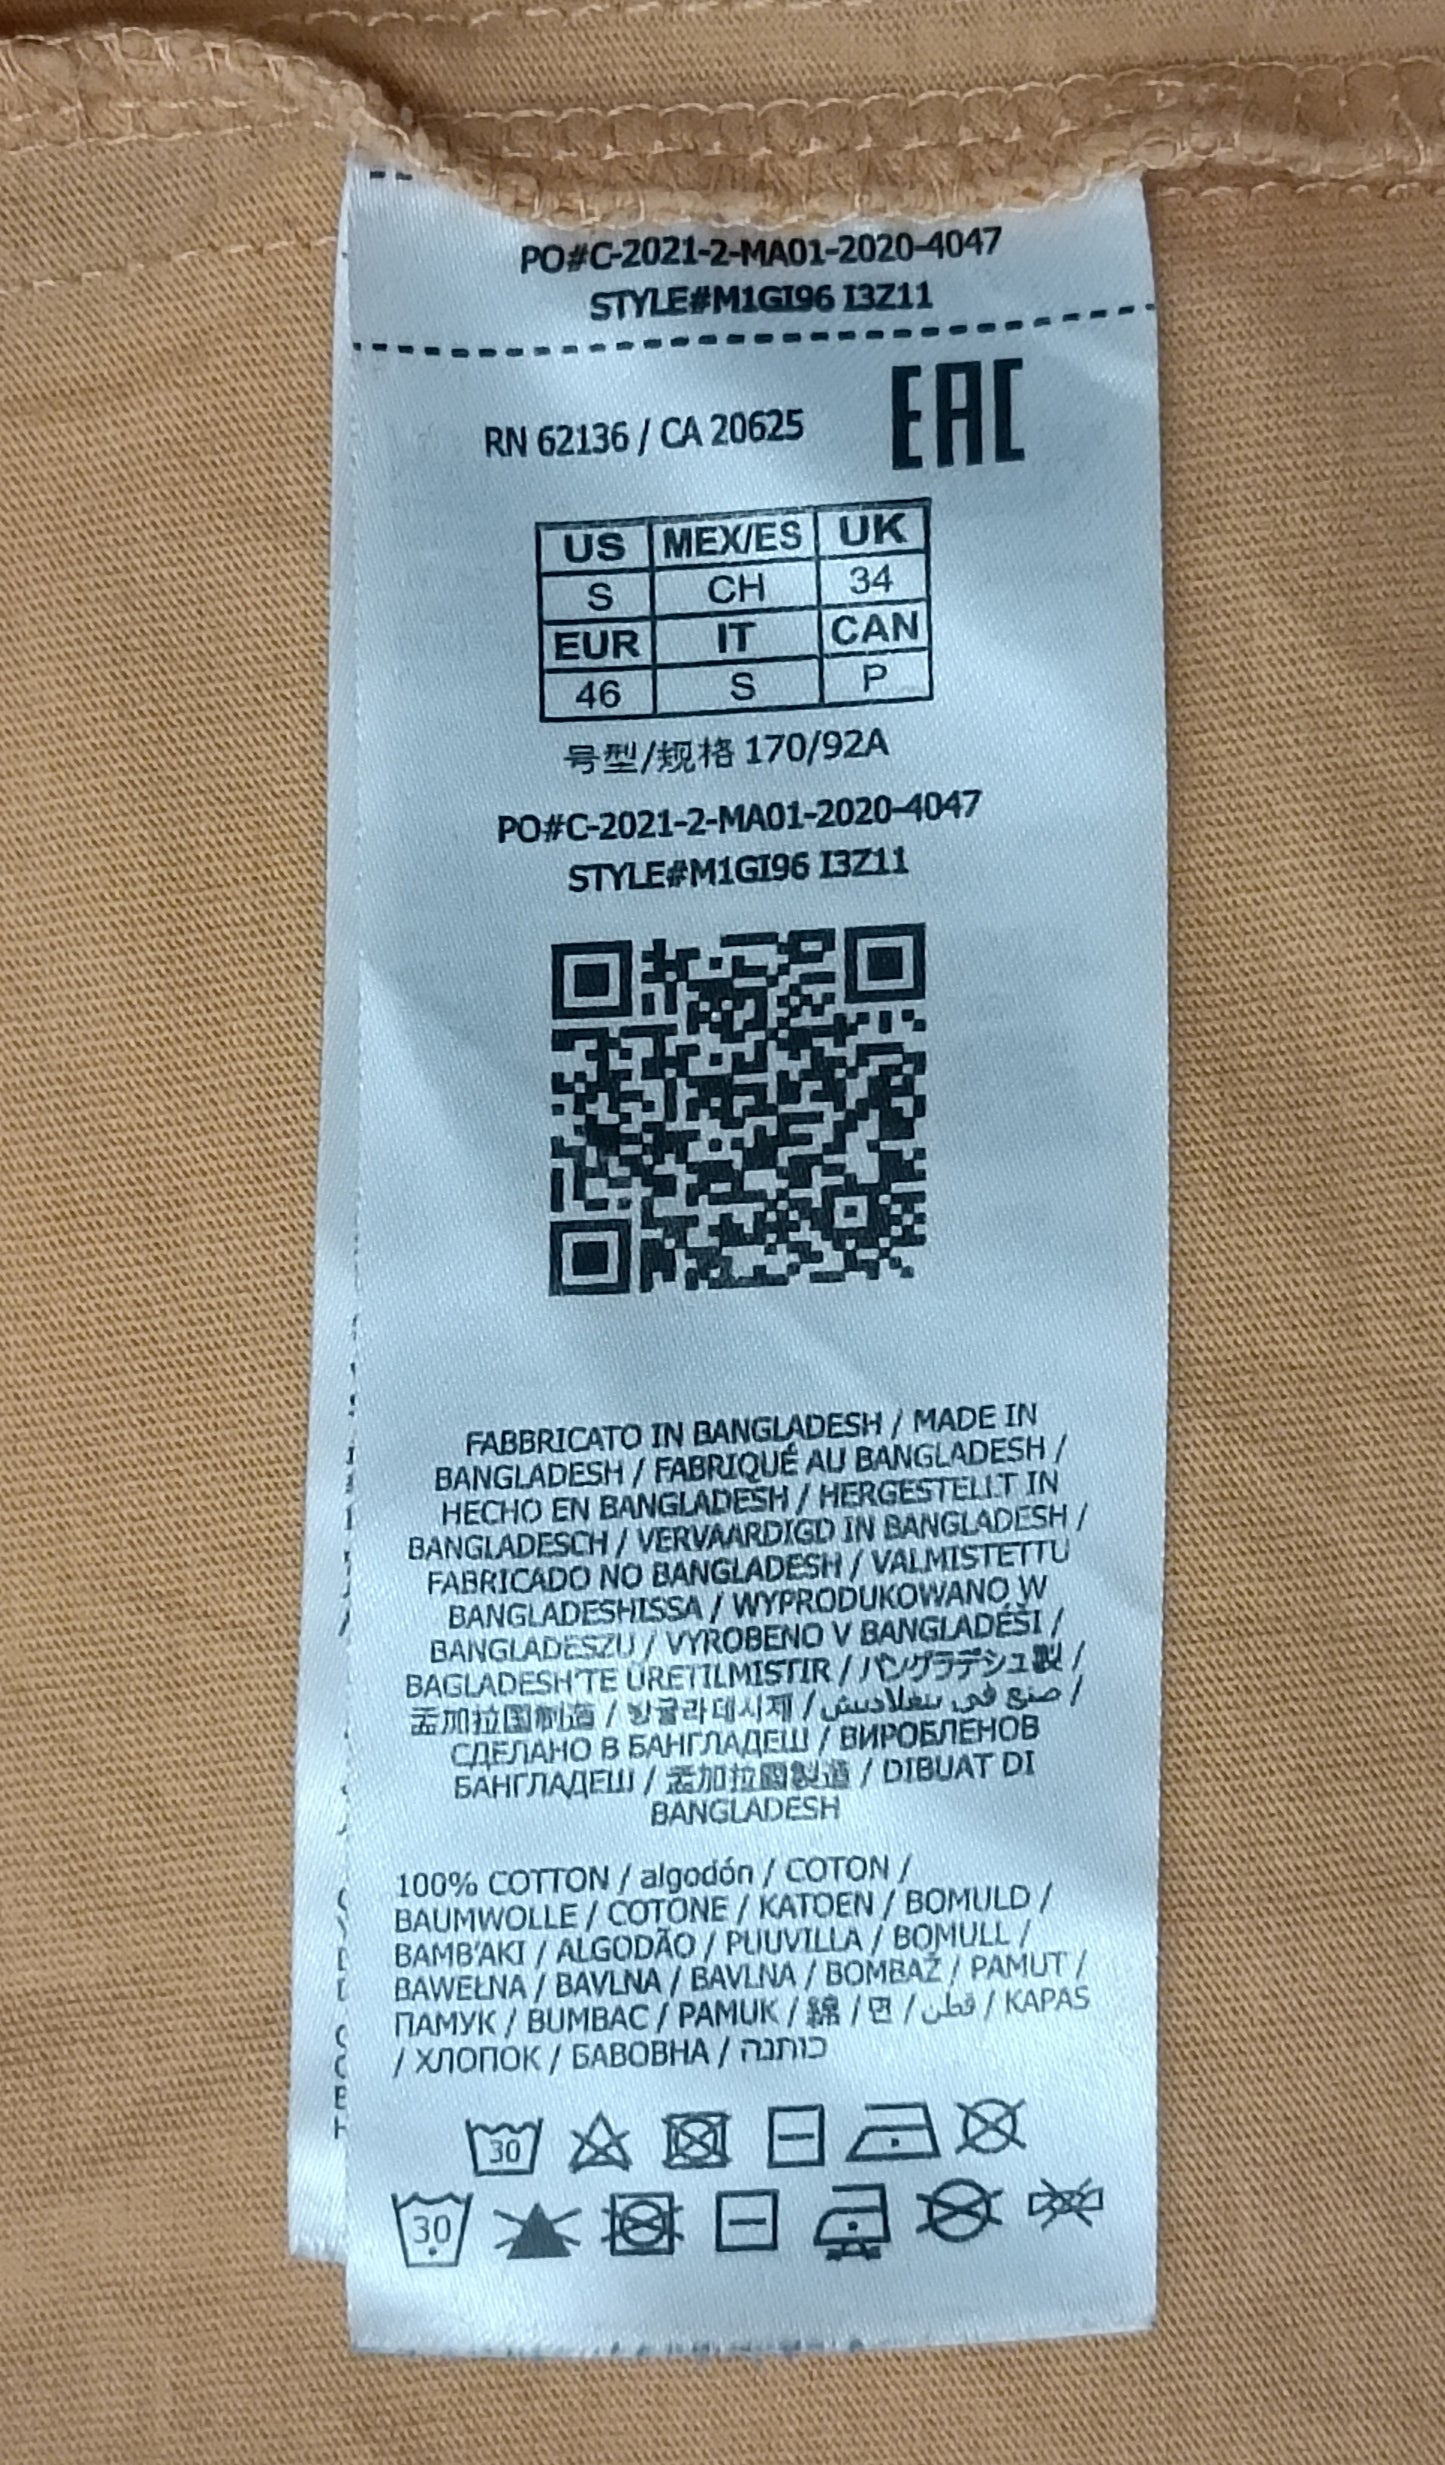 PO#C-2021-2-MA01-2020-4047
STYLE#M1GI96 I3Z11
RN 62136 / CA 20625
EAC
US MEX/ES UK
S CH 34
EUR IT CAN
46 S P
号型/规格 170/92A
PO#C-2021-2-MA01-2020-4047
STYLE#M1GI96 I3Z11
FABBRICATO IN BANGLADESH / MADE IN
BANGLADESH / FABRIQUÉ AU BANGLADESH /
HECHO EN BANGLADESH / HERGESTELLT IN
BANGLADESCH / VERVAARDIGD IN BANGLADESH /
FABRICADO NO BANGLADESH / VALMISTETTU
BANGLADESHISSA / WYPRODUKOWANO W
BANGLADESZU / VYROBENO V BANGLADÉŠI /
BAGLADESH'TE ÜRETILMISTIR / バングラデシュ製 /
孟加拉国制造 / 방글라데시제 / صنع في بنغلاديش /
СДЕЛАНО В БАНГЛАДЕШ / ВИРОБЛЕНОВ
БАНГЛАДЕШ / 孟加拉國製造 / DIBUAT DI
BANGLADESH
100% COTTON / algodón / COTON /
BAUMWOLLE / COTONE / KATOEN / BOMULD /
BAMB'AKI / ALGODÃO / PUUVILLA / BOMULL /
BAWEŁNA / BAVLNA / BAVLNA / BOMBAŽ / PAMUT /
ПАМУК / BUMBAC / PAMUK / 綿 / 면 / قطن / KAPAS
/ ХЛОПОК / БАВОВНА / כותנה
30
30